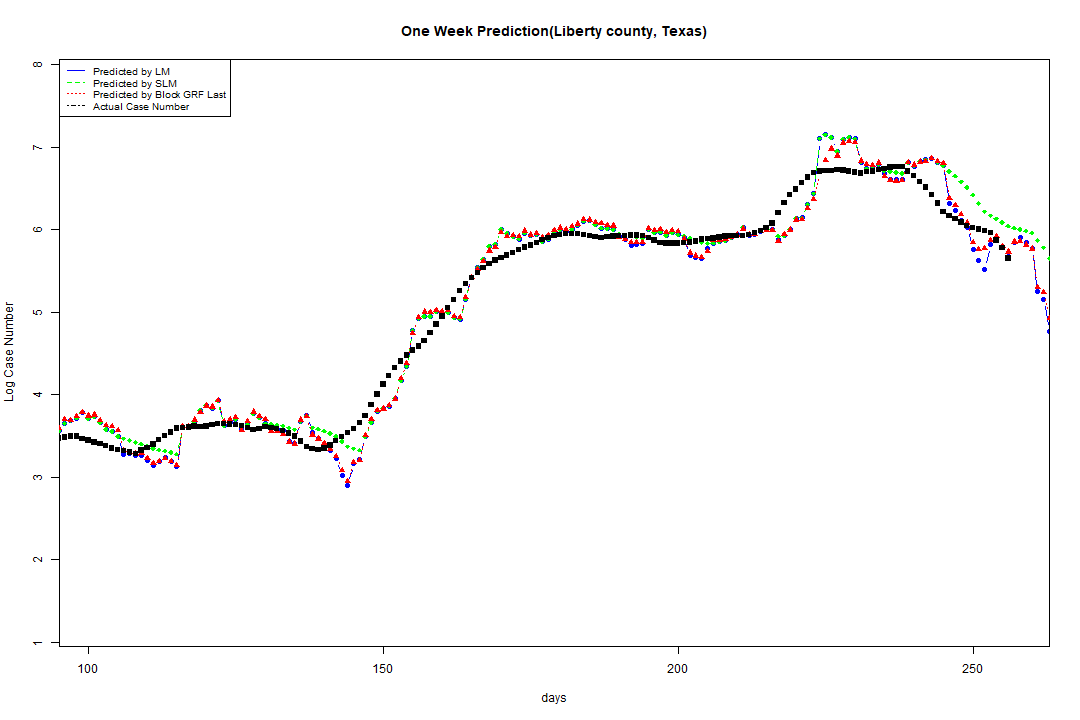 One Week Prediction(Liberty county, Texas)
Predicted by LM
Predicted by SLM
Predicted by Block GRF Last
Actual Case Number
8
7
6
5
4
3
2
1
Log Case Number
100 150 200 250
days